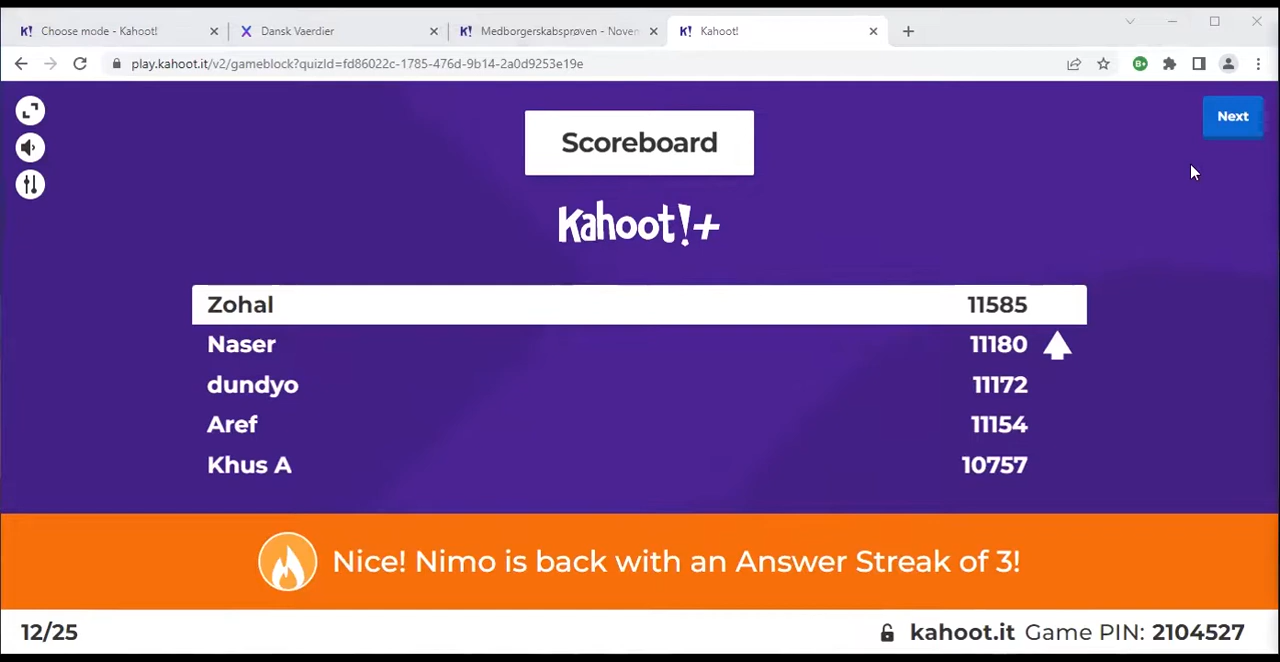 Choose mode - Kahoot!
Dansk Vaerdier
Medborgerskabsprøven - Noven
Kahoot!
play.kahoot.it/v2/gameblock?quizId=fd86022c-1785-476d-9b14-2a0d9253e19e
Next
Scoreboard
Kahoot!+
Zohal 11585
Naser 11180
dundyo 11172
Aref 11154
Khus A 10757
Nice! Nimo is back with an Answer Streak of 3!
12/25
kahoot.it Game PIN: 2104527